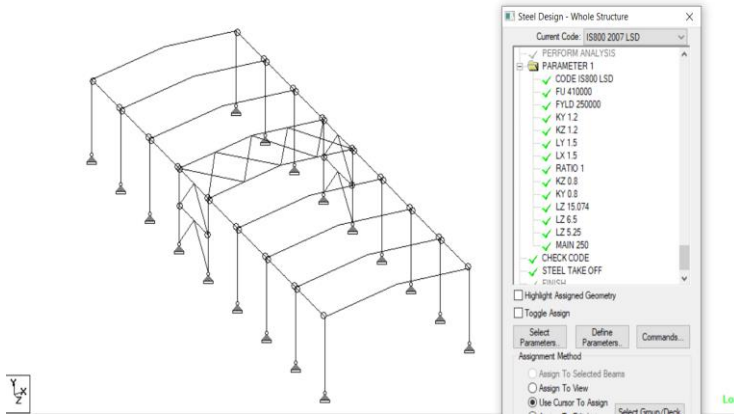 Steel Design - Whole Structure
Current Code: IS800 2007 LSD
PERFORM ANALYSIS
PARAMETER 1
CODE IS800 LSD
FU 410000
FYLD 250000
KY 1.2
KZ 1.2
LY 1.5
LX 1.5
RATIO 1
KZ 0.8
KY 0.8
LZ 15.074
LZ 6.5
LZ 5.25
MAIN 250
CHECK CODE
STEEL TAKE OFF
FINISH
Highlight Assigned Geometry
Toggle Assign
Select Parameters..
Define Parameters..
Commands...
Assignment Method
Assign To Selected Beams
Assign To View
Use Cursor To Assign
Select Group/Deck
Y
X
Z
Lo